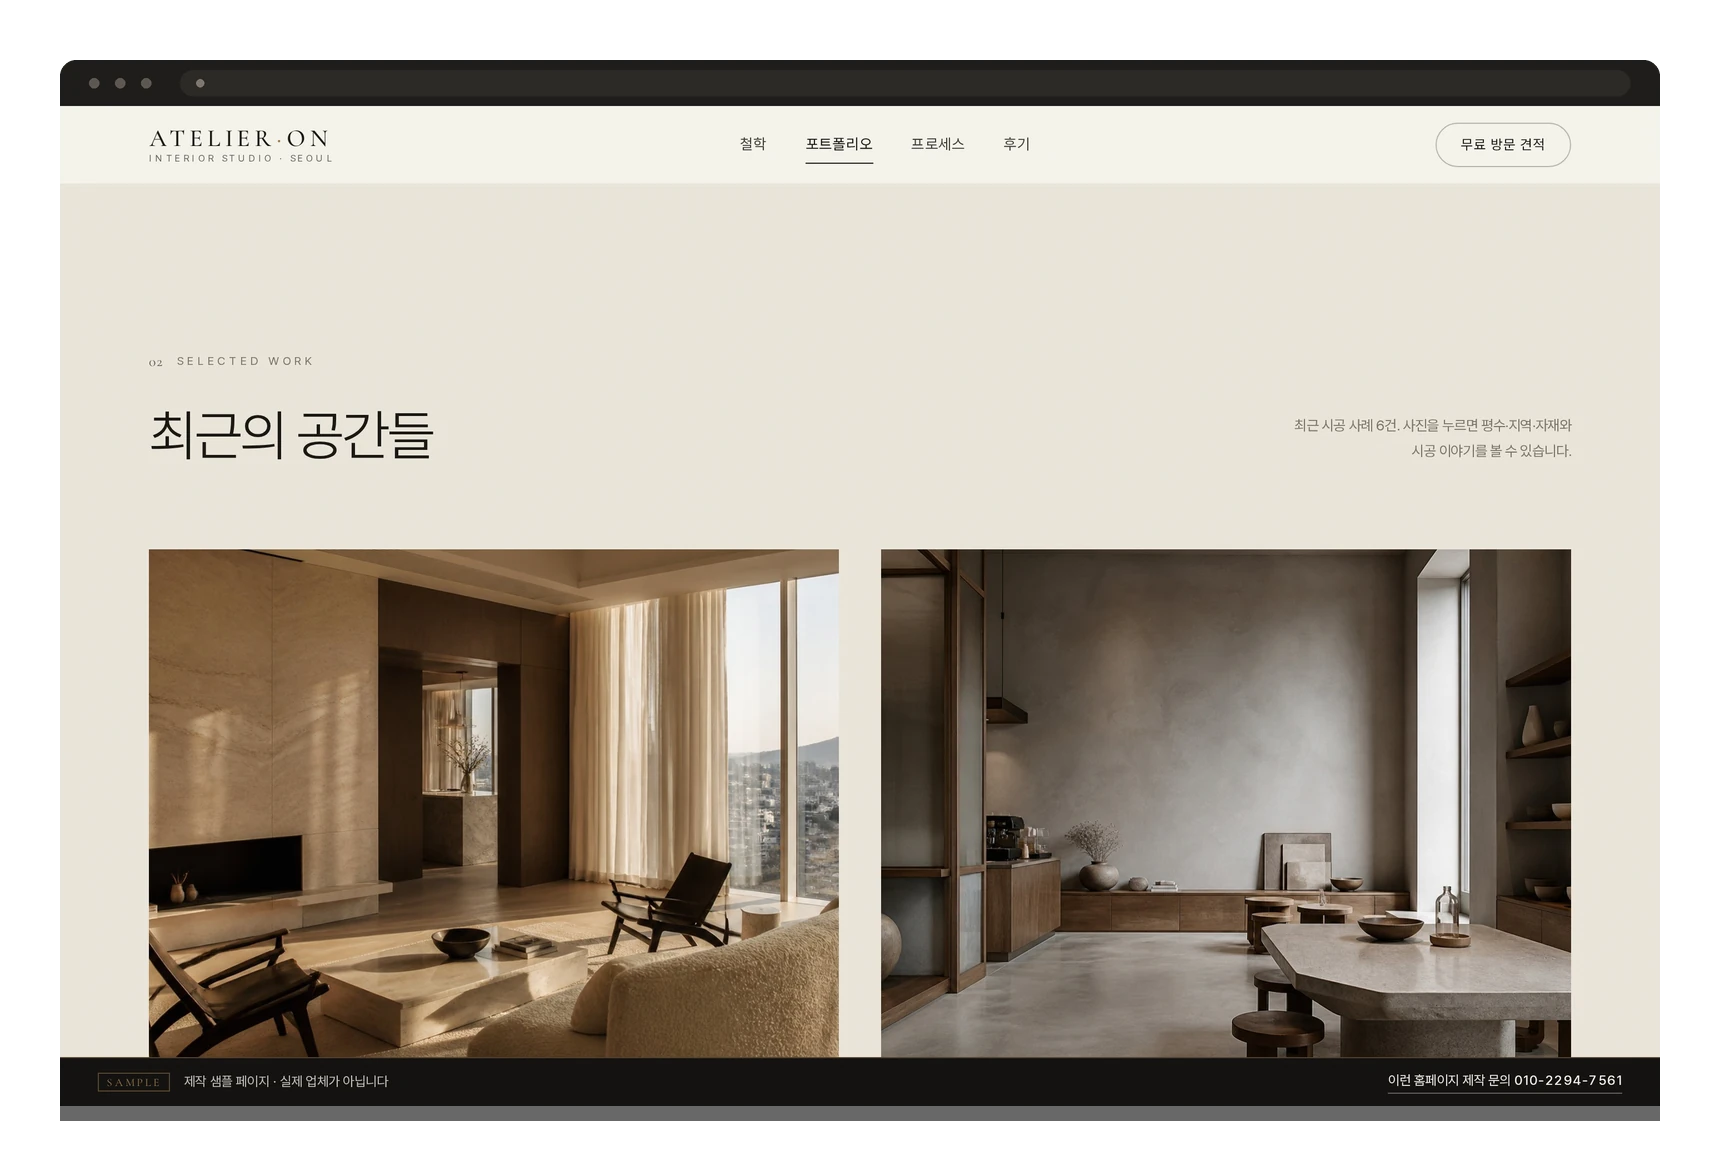 ATELIER·ON
INTERIOR STUDIO · SEOUL
철학
포트폴리오
프로세스
후기
무료 방문 견적
02 SELECTED WORK
최근의 공간들
최근 시공 사례 6건. 사진을 누르면 평수·지역·자재와
시공 이야기를 볼 수 있습니다.
SAMPLE
제작 샘플 페이지 · 실제 업체가 아닙니다
이런 홈페이지 제작 문의 010-2294-7561